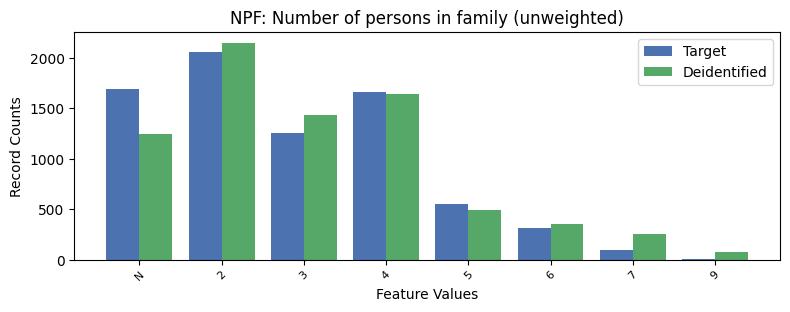 NPF: Number of persons in family (unweighted)
Target
Deidentified
Record Counts
2000
1500
1000
500
0
N 2 3 4 5 6 7 9
Feature Values